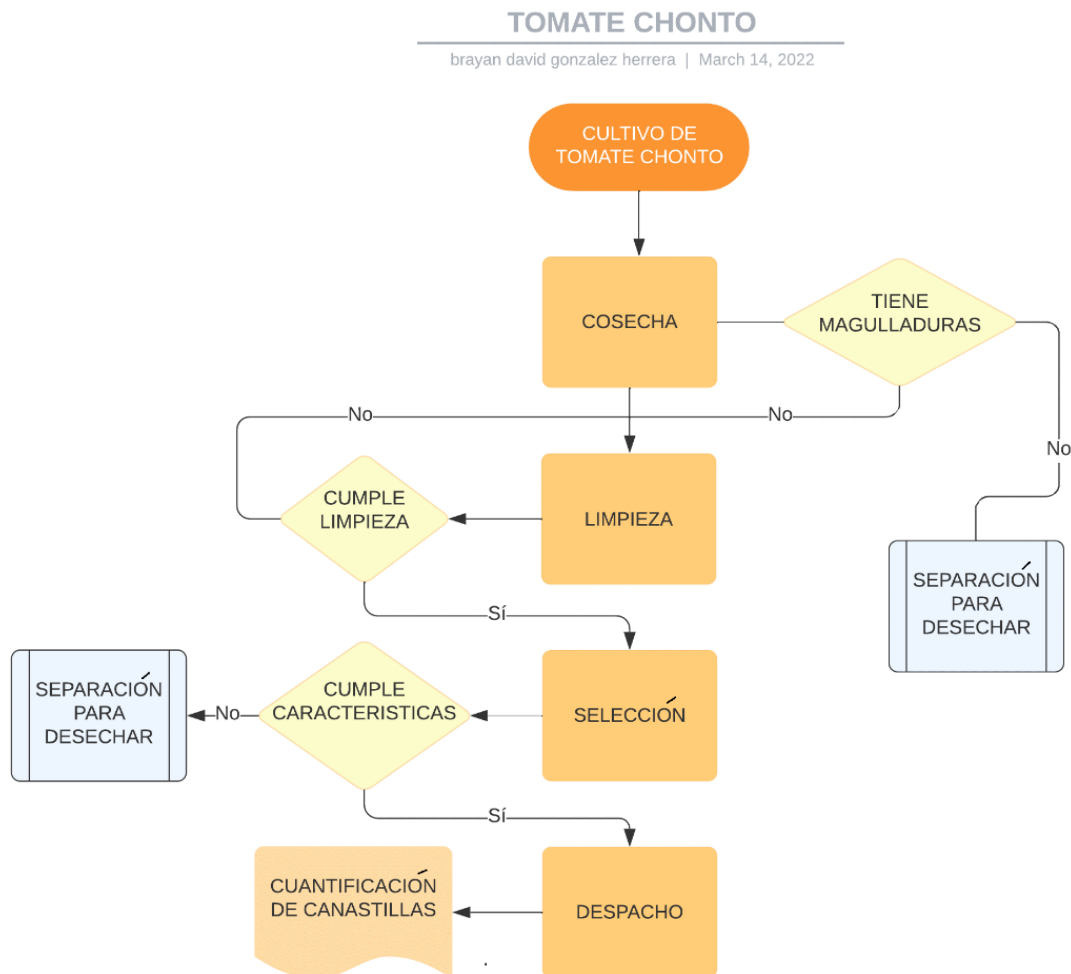 TOMATE CHONTO
brayan david gonzalez herrera | March 14, 2022
CULTIVO DE
TOMATE CHONTO
COSECHA
TIENE
MAGULLADURAS
No
No
No
CUMPLE
LIMPIEZA
LIMPIEZA
SEPARACIÓN
PARA
DESECHAR
Sí
SEPARACIÓN
PARA
DESECHAR
No
CUMPLE
CARACTERISTICAS
SELECCIÓN
Sí
CUANTIFICACIÓN
DE CANASTILLAS
DESPACHO